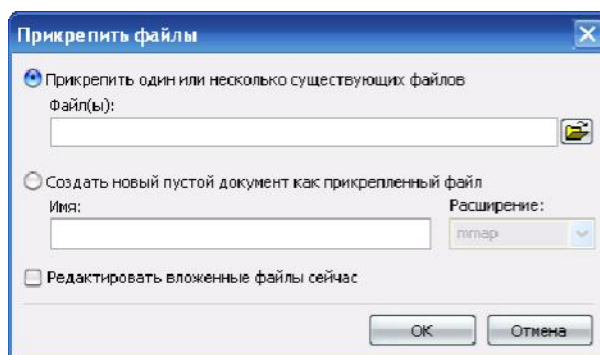 Прикрепить файлы
Прикрепить один или несколько существующих файлов
Файл(ы):
Создать новый пустой документ как прикрепленный файл
Имя: Расширение:
mmap
Редактировать вложенные файлы сейчас
OK Отмена